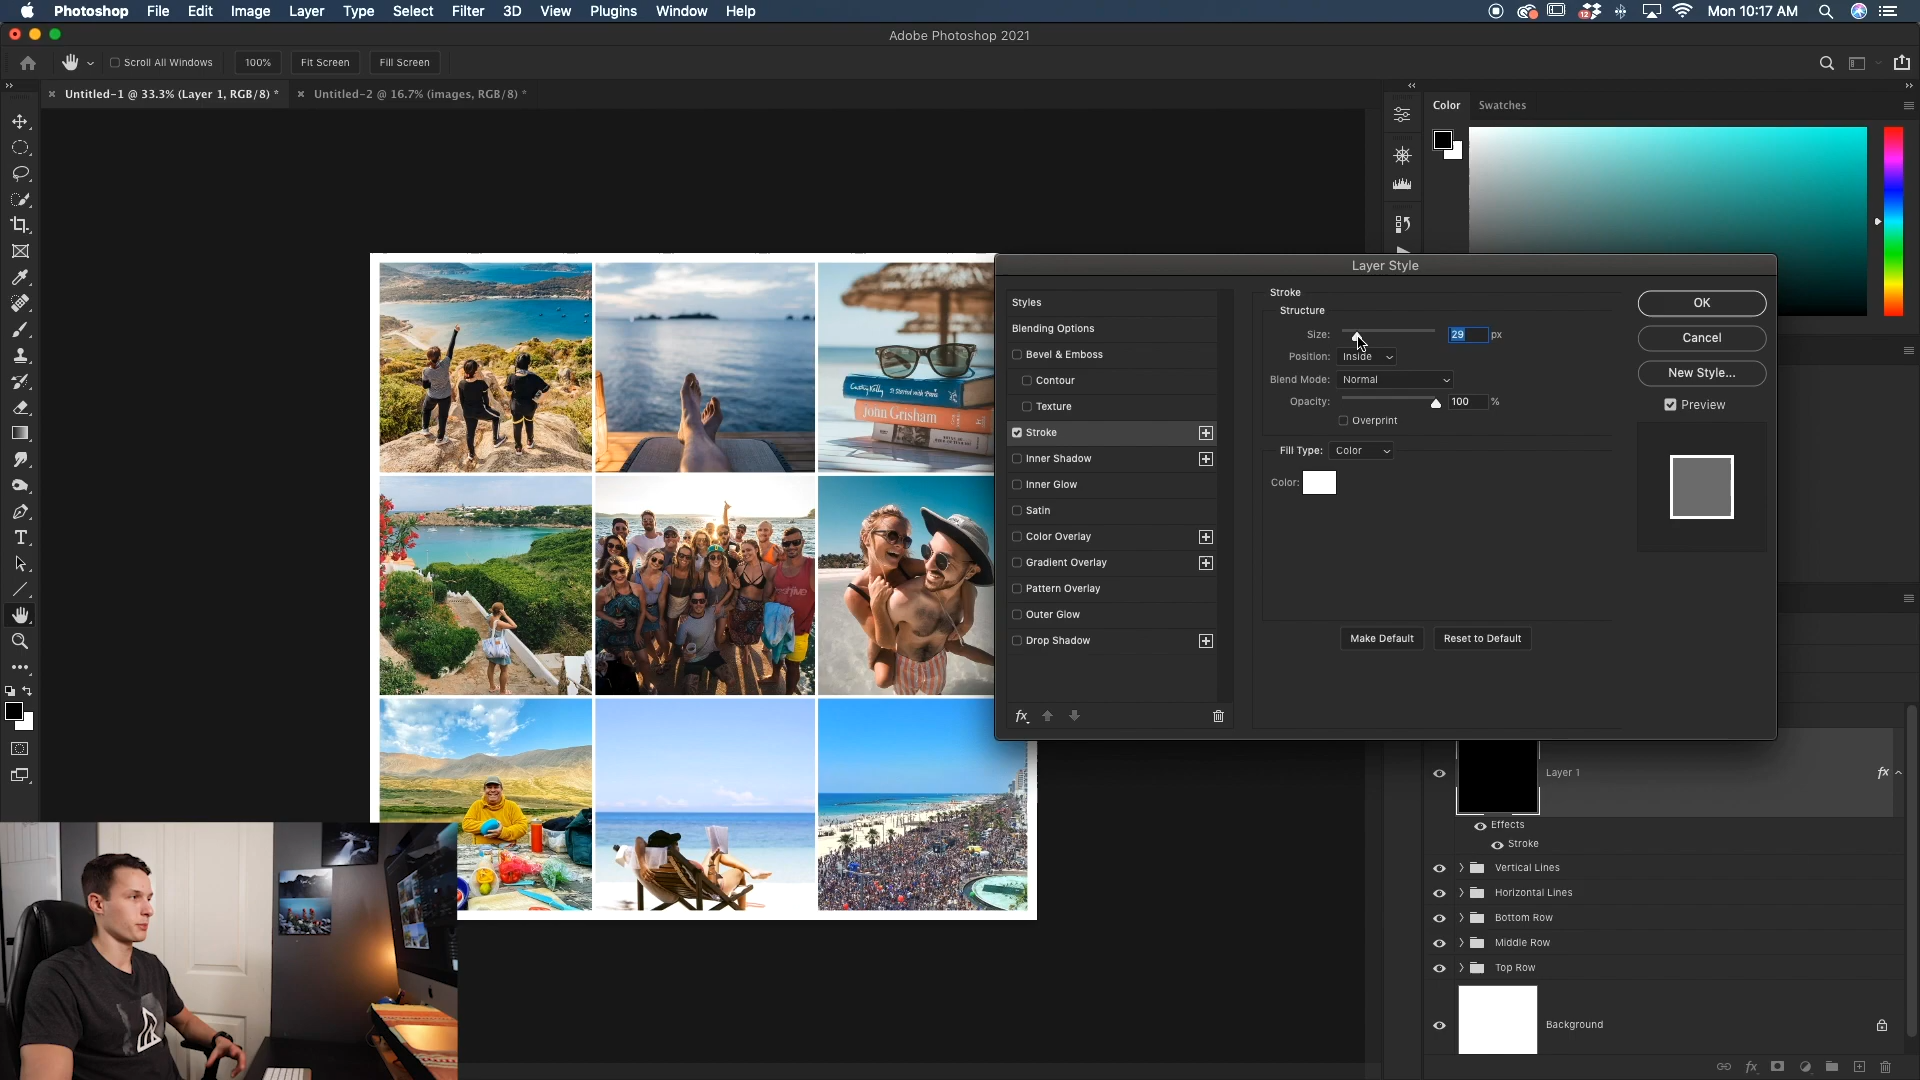 Photoshop File Edit Image Layer Type Select Filter 3D View Plugins Window Help
12
Mon 10:17 AM
Adobe Photoshop 2021
Scroll All Windows 100% Fit Screen Fill Screen
Untitled-1 @ 33.3% (Layer 1, RGB/8) * Untitled-2 @ 16.7% (images, RGB/8) *
Color Swatches
Layer Style
Styles
Blending Options
Bevel & Emboss
Contour
Texture
Stroke
Inner Shadow
Inner Glow
Satin
Color Overlay
Gradient Overlay
Pattern Overlay
Outer Glow
Drop Shadow
fx
Stroke
Structure
Size: 29 px
Position: Inside
Blend Mode: Normal
Opacity: 100 %
Overprint
Fill Type: Color
Color:
Make Default Reset to Default
OK
Cancel
New Style...
Preview
John Grisham
Layer 1 fx
Effects
Stroke
Vertical Lines
Horizontal Lines
Bottom Row
Middle Row
Top Row
Background
fx